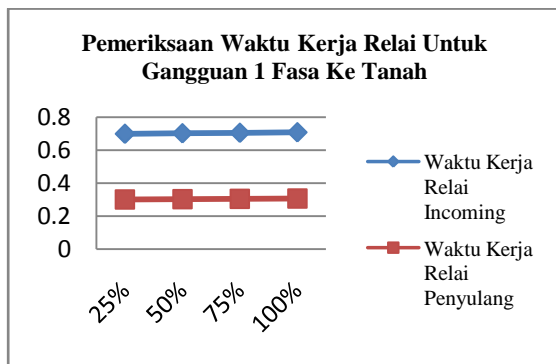 Pemeriksaan Waktu Kerja Relai Untuk
Gangguan 1 Fasa Ke Tanah
0.8
0.6
0.4
0.2
0
25%
50%
75%
100%
Waktu Kerja
Relai
Incoming
Waktu Kerja
Relai
Penyulang